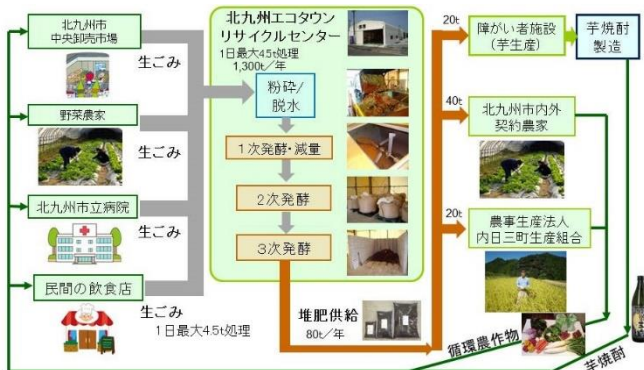 北九州市
中央卸売市場
生ごみ
野菜農家
生ごみ
北九州市立病院
生ごみ
民間の飲食店
生ごみ
1日最大4.5t処理
北九州エコタウン
リサイクルセンター
1日最大4.5t処理
1,300t/年
粉砕/
脱水
1次発酵・減量
2次発酵
3次発酵
堆肥供給
80t/年
20t
障がい者施設
(芋生産)
芋焼酎
製造
40t
北九州市内外
契約農家
20t
農事生産法人
内日三町生産組合
循環農作物
芋焼酎